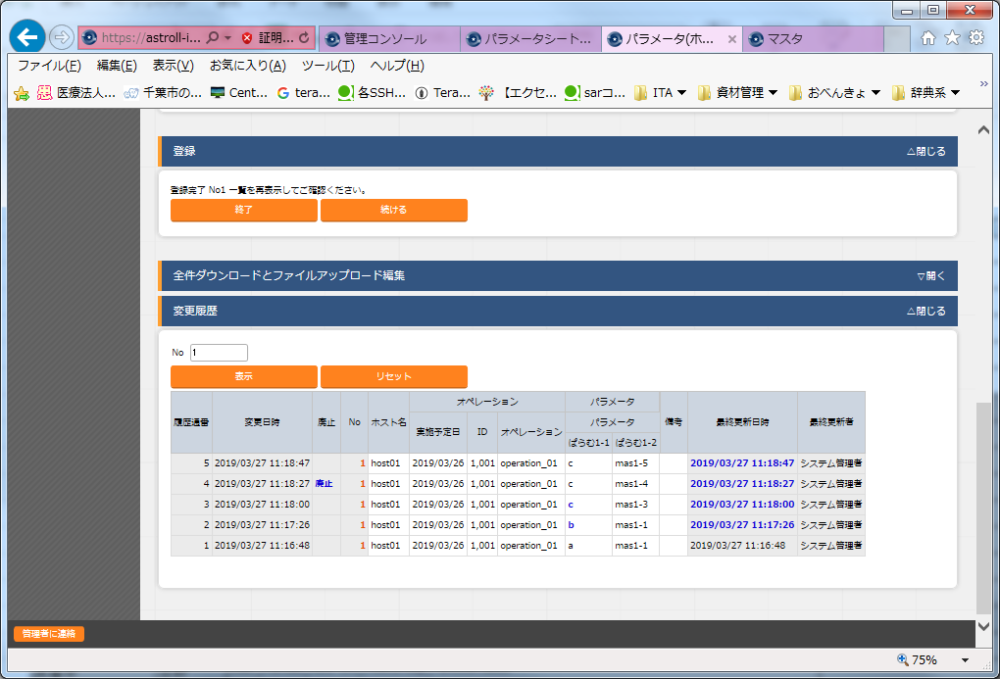 https://astroll-i... 証明... 管理コンソール パラメータシート... パラメータ(ホ... マスタ
ファイル(F) 編集(E) 表示(V) お気に入り(A) ツール(T) ヘルプ(H)
医療法人... 千葉市の... Cent... tera... 各SSH... Tera... 【エクセ... sarコ... ITA 資材管理 おべんきょ 辞典系 »
登録 △閉じる
登録完了 No1 一覧を再表示してご確認ください。
終了 続ける
全件ダウンロードとファイルアップロード編集 ▽開く
変更履歴 △閉じる
No 1
表示 リセット
履歴通番 変更日時 廃止 No ホスト名 オペレーション パラメータ 備考 最終更新日時 最終更新者
実施予定日 ID オペレーション パラメータ
ぱらむ1-1 ぱらむ1-2
5 2019/03/27 11:18:47 1 host01 2019/03/26 1,001 operation_01 c mas1-5 2019/03/27 11:18:47 システム管理者
4 2019/03/27 11:18:27 廃止 1 host01 2019/03/26 1,001 operation_01 c mas1-4 2019/03/27 11:18:27 システム管理者
3 2019/03/27 11:18:00 1 host01 2019/03/26 1,001 operation_01 c mas1-3 2019/03/27 11:18:00 システム管理者
2 2019/03/27 11:17:26 1 host01 2019/03/26 1,001 operation_01 b mas1-1 2019/03/27 11:17:26 システム管理者
1 2019/03/27 11:16:48 1 host01 2019/03/26 1,001 operation_01 a mas1-1 2019/03/27 11:16:48 システム管理者
管理者に連絡
75%